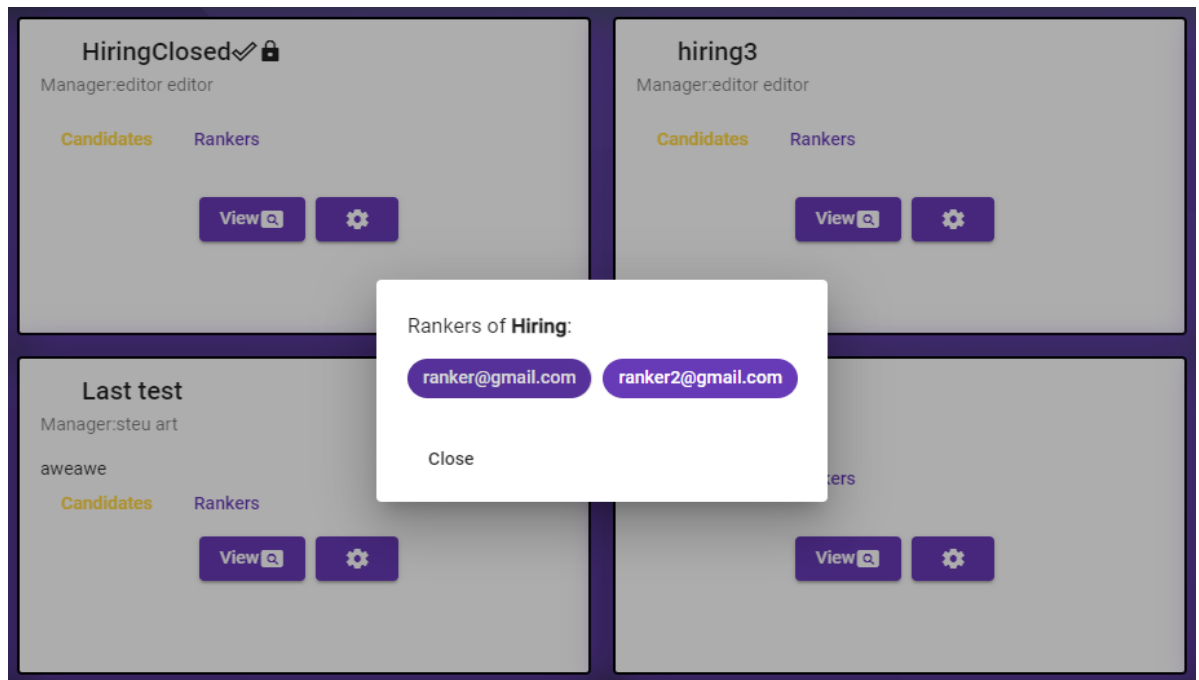 HiringClosed
Manager:editor editor
Candidates Rankers
View
hiring3
Manager:editor editor
Candidates Rankers
View
Rankers of Hiring:
ranker@gmail.com ranker2@gmail.com
Close
Last test
Manager:steu art
aweawe
Candidates Rankers
View
kers
View